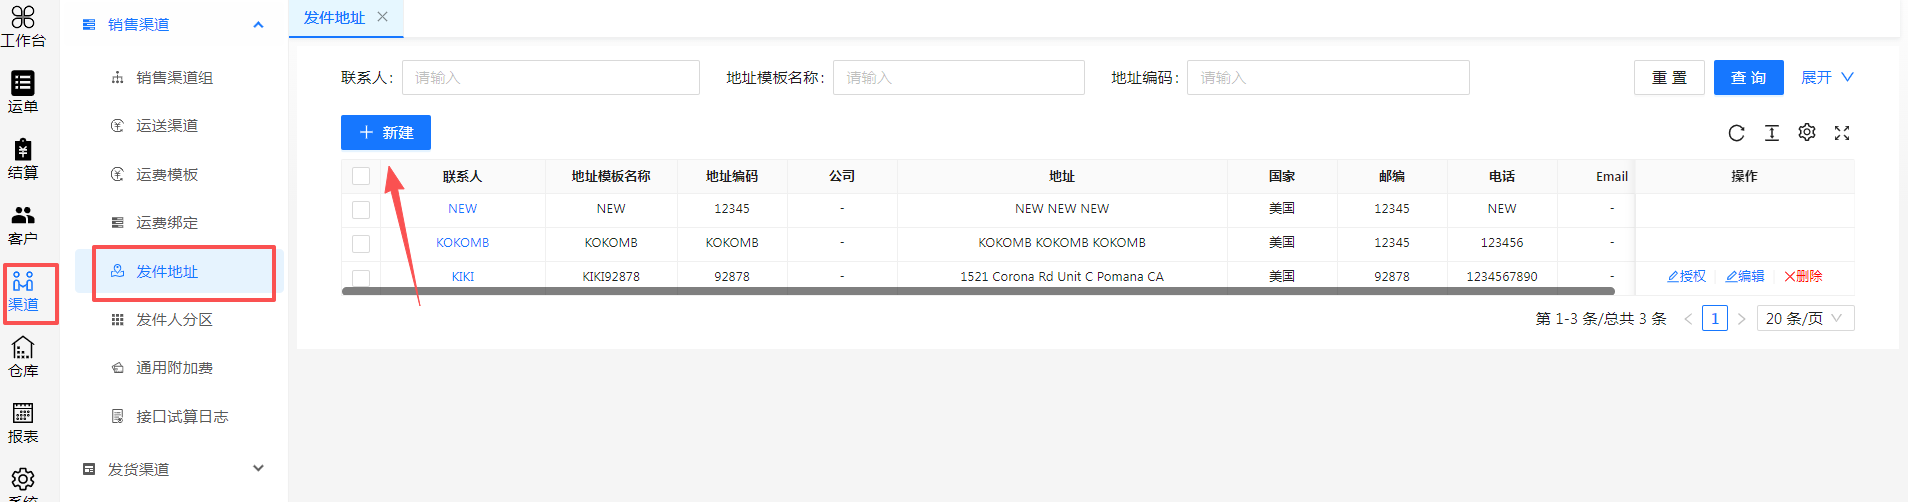 工作台
运单
结算
客户
渠道
仓库
报表
系统
销售渠道
销售渠道组
运送渠道
运费模板
运费绑定
发件地址
发件人分区
通用附加费
接口试算日志
发货渠道
发件地址
联系人: 请输入 地址模板名称: 请输入 地址编码: 请输入 重 置 查 询 展开
新建
联系人 地址模板名称 地址编码 公司 地址 国家 邮编 电话 Email 操作
NEW NEW 12345 - NEW NEW NEW 美国 12345 NEW -
KOKOMB KOKOMB KOKOMB - KOKOMB KOKOMB KOKOMB 美国 12345 123456 -
KIKI KIKI92878 92878 - 1521 Corona Rd Unit C Pomana CA 美国 92878 1234567890 - 授权 编辑 删除
第 1-3 条/总共 3 条 < 1 > 20 条/页